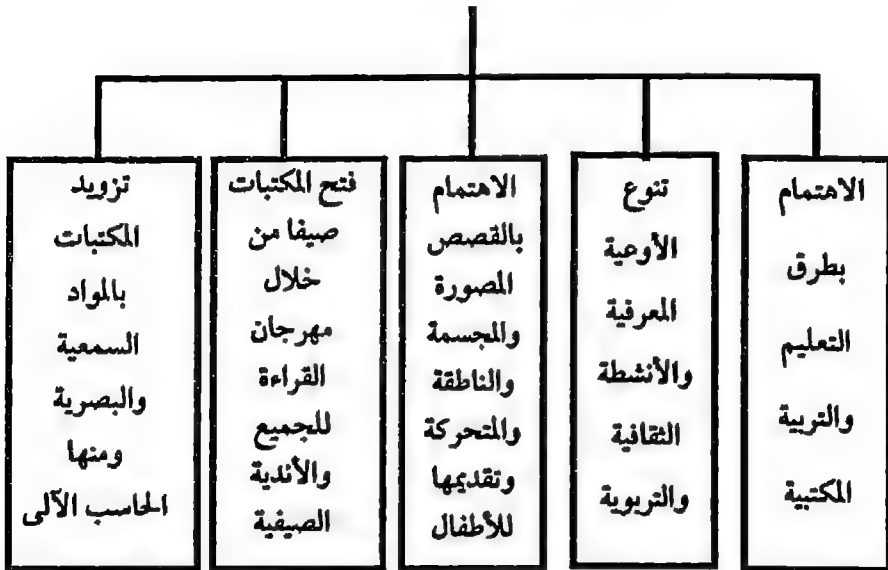 الاهتمام
بطرق
التعليم
والتربية
المكتبية
تنوع
الأوعية
المعرفية
والأنشطة
الثقافية
والتربوية
الاهتمام
بالقصص
المصورة
والمجسمة
والناطقة
والمتحركة
وتقديمها
للأطفال
فتح المكتبات
صيفا من
خلال
مهرجان
القراءة
للجميع
والأندية
الصيفية
تزويد
المكتبات
بالمواد
السمعية
والبصرية
ومنها
الحاسب الآلى